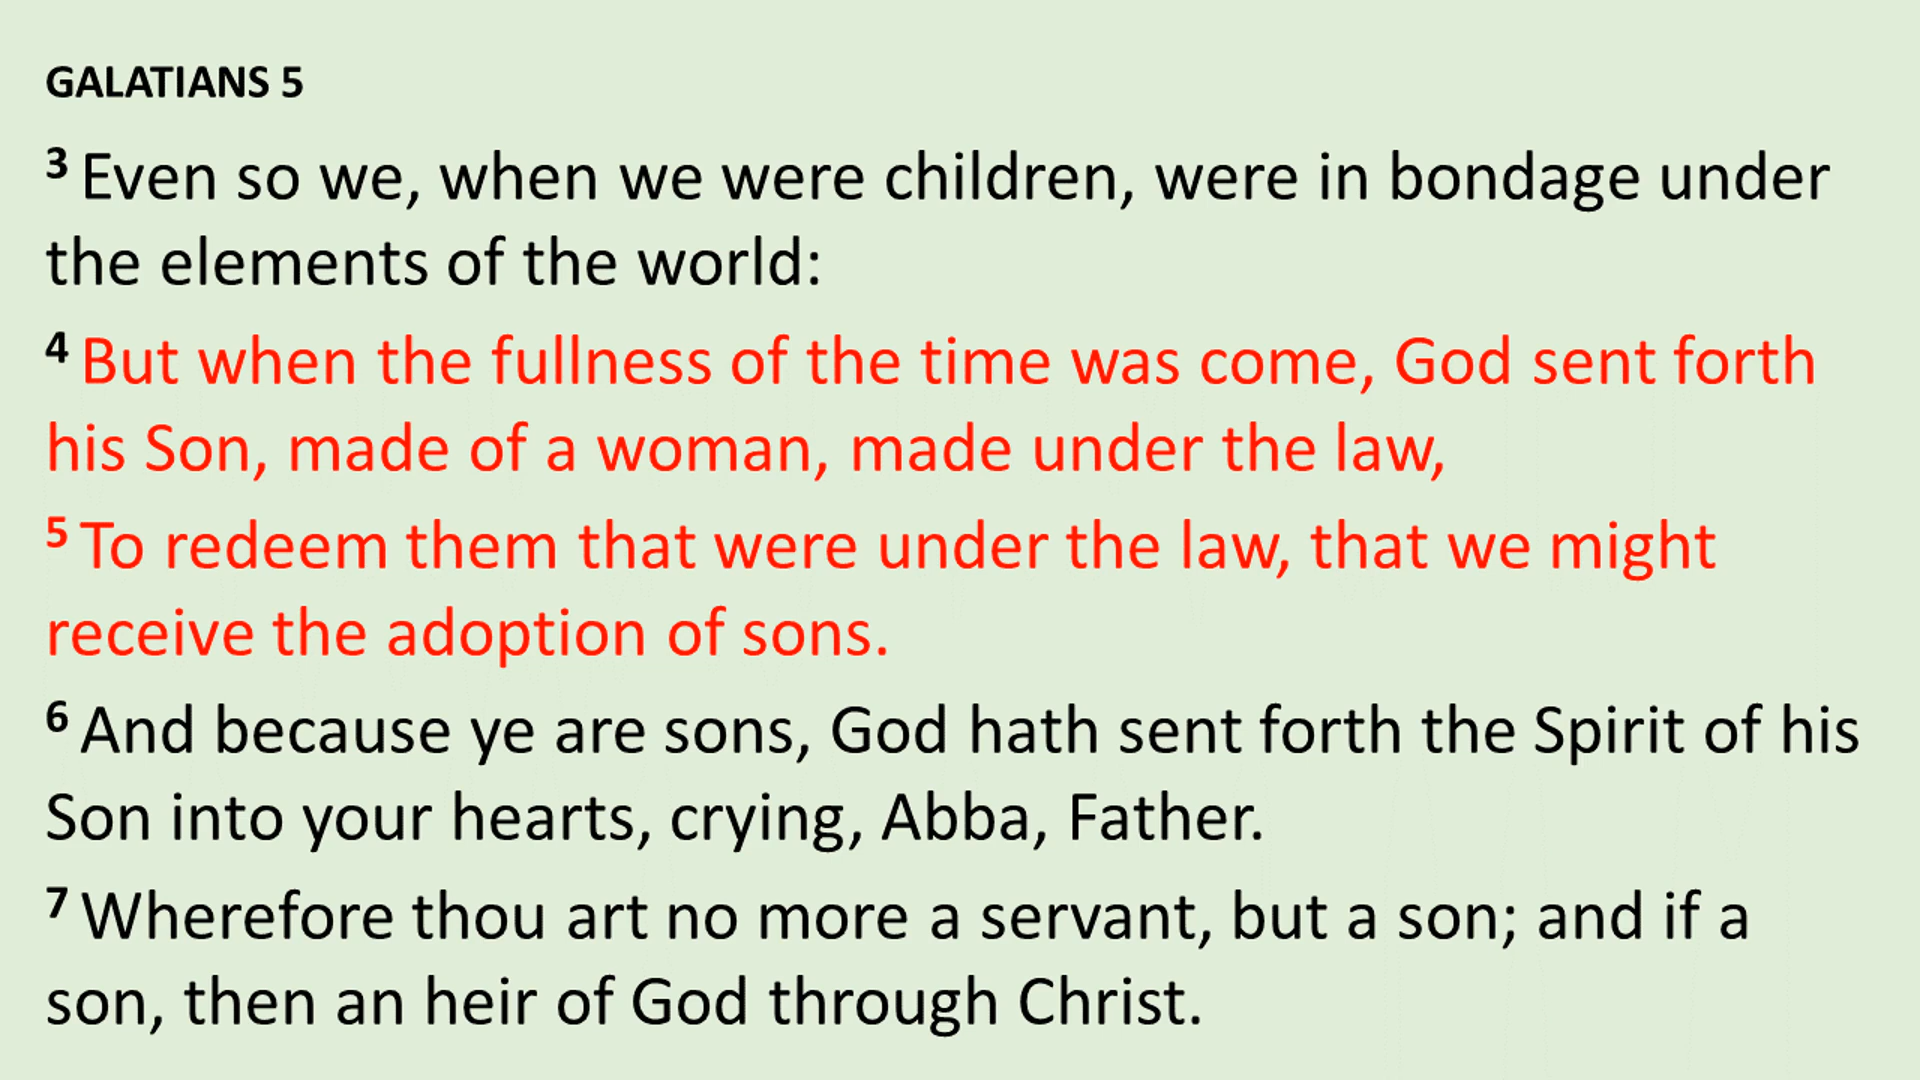 GALATIANS 5
3 Even so we, when we were children, were in bondage under
the elements of the world:
4 But when the fullness of the time was come, God sent forth
his Son, made of a woman, made under the law,
5 To redeem them that were under the law, that we might
receive the adoption of sons.
6 And because ye are sons, God hath sent forth the Spirit of his
Son into your hearts, crying, Abba, Father.
7 Wherefore thou art no more a servant, but a son; and if a
son, then an heir of God through Christ.